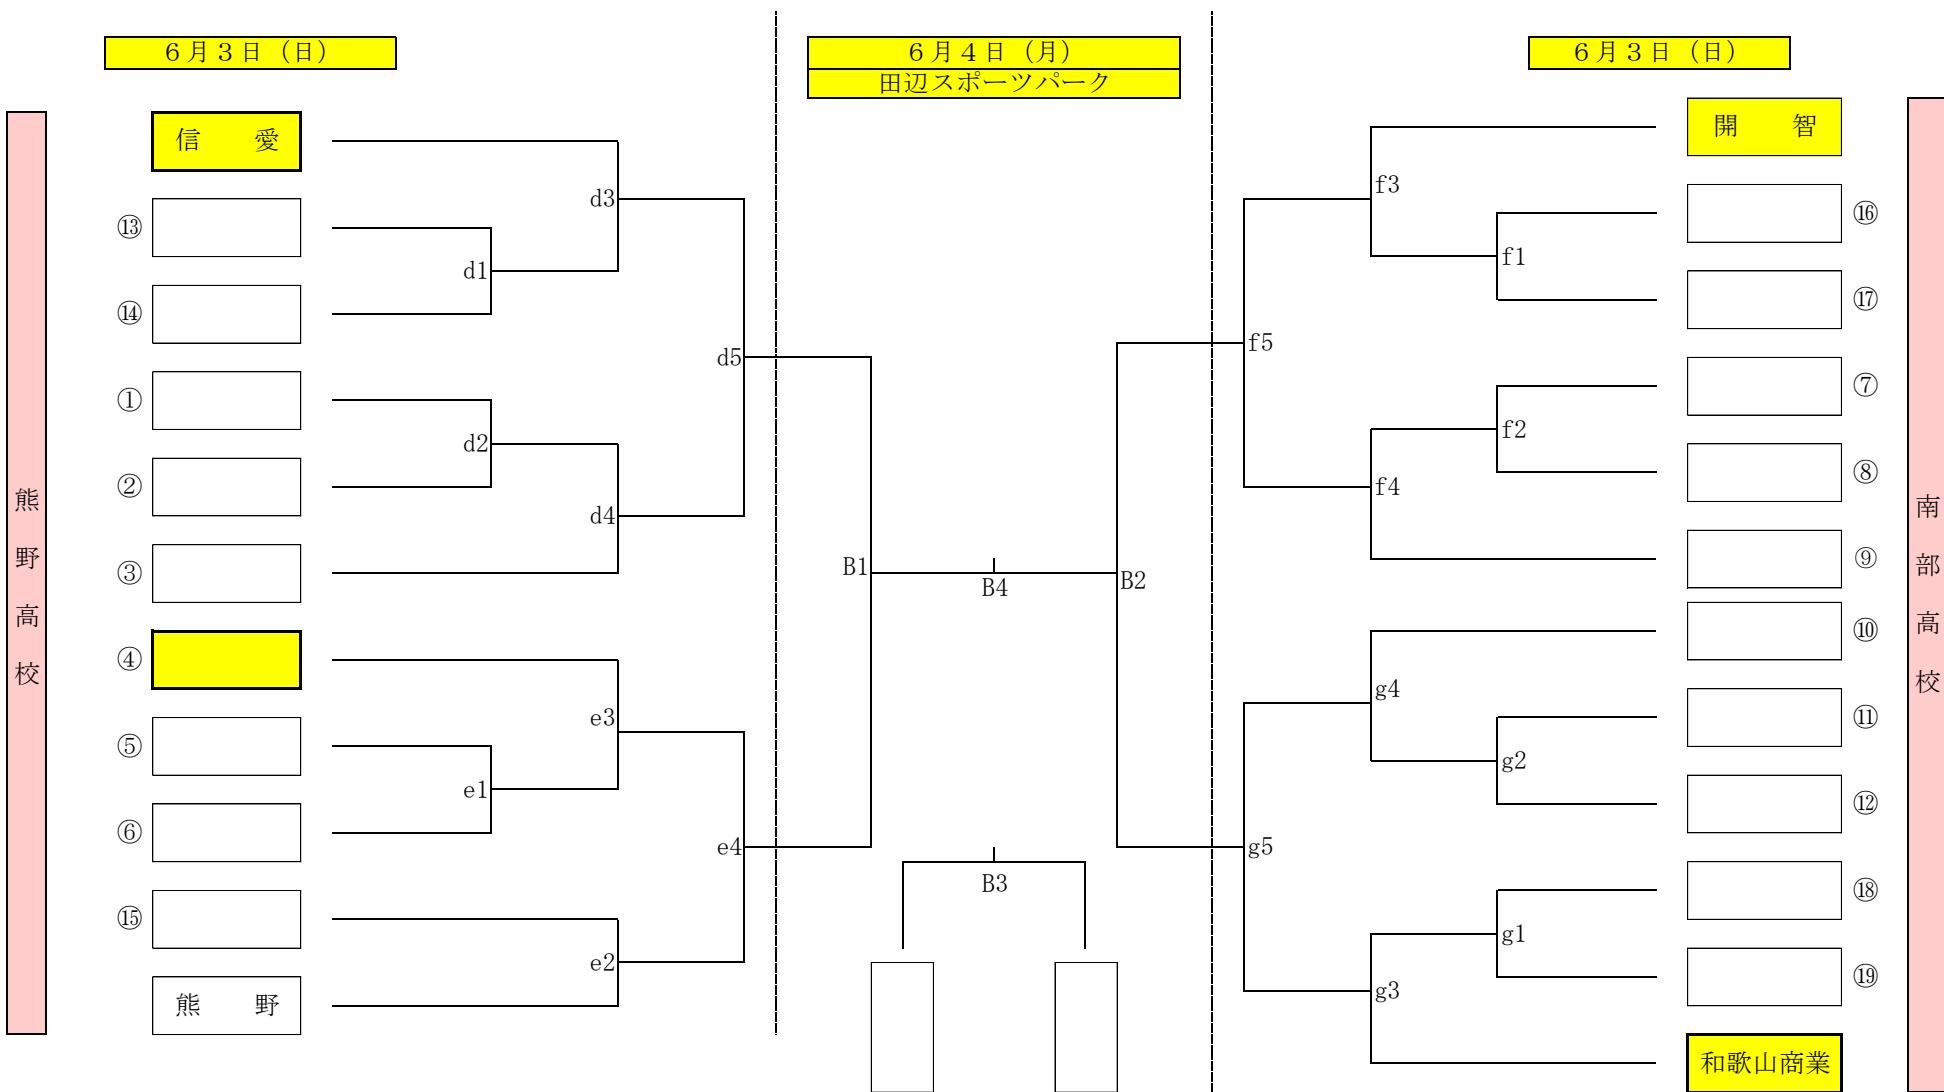 ６月３日（日）
６月４日（月）
田辺スポーツパーク
６月３日（日）
熊野高校
信　愛
⑬
⑭
①
②
③
④
⑤
⑥
⑮
熊　野
d1
d2
d3
d4
d5
e1
e2
e3
e4
B1
B4
B2
B3
f5
g5
f3
f4
g4
g3
f1
f2
g2
g1
開　智
⑯
⑰
⑦
⑧
⑨
⑩
⑪
⑫
⑱
⑲
和歌山商業
南部高校